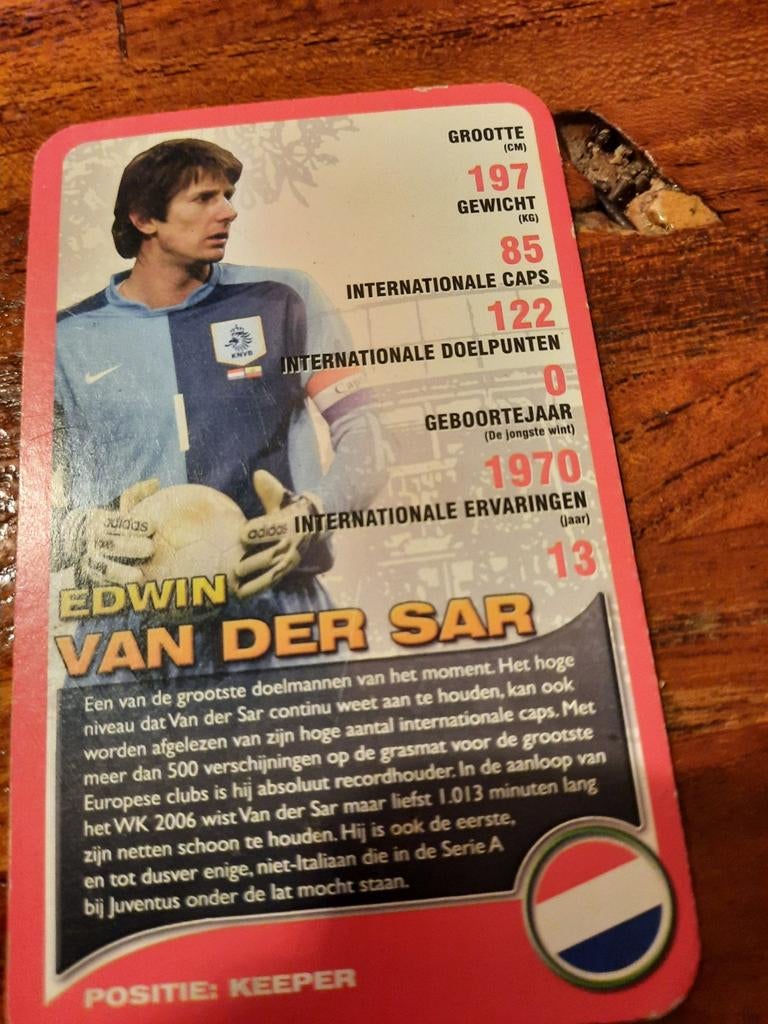 GROOTTE
(CM)
197
GEWICHT
(KG)
85
INTERNATIONALE CAPS
122
INTERNATIONALE DOELPUNTEN
0
GEBOORTEJAAR
(De jongste wint)
1970
INTERNATIONALE ERVARINGEN
(jaar)
13
KNVB
Cap
1
adidas
adidas
EDWIN
VAN DER SAR
Een van de grootste doelmannen van het moment. Het hoge
niveau dat Van der Sar continu weet aan te houden, kan ook
worden afgelezen van zijn hoge aantal internationale caps. Met
meer dan 500 verschijningen op de grasmat voor de grootste
Europese clubs is hij absoluut recordhouder. In de aanloop van
het WK 2006 wist Van der Sar maar liefst 1.013 minuten lang
zijn netten schoon te houden. Hij is ook de eerste,
en tot dusver enige, niet-Italiaan die in de Serie A
bij Juventus onder de lat mocht staan.
POSITIE: KEEPER